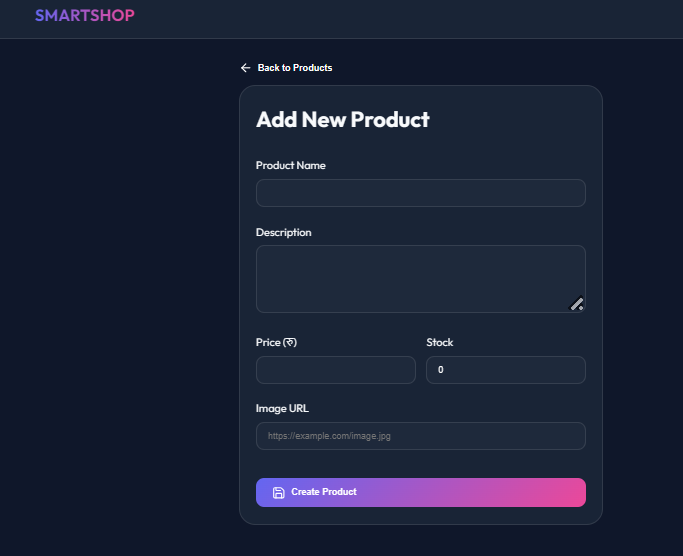 SMARTSHOP
Back to Products
Add New Product
Product Name
Description
Price (रु)
Stock
0
Image URL
https://example.com/image.jpg
Create Product